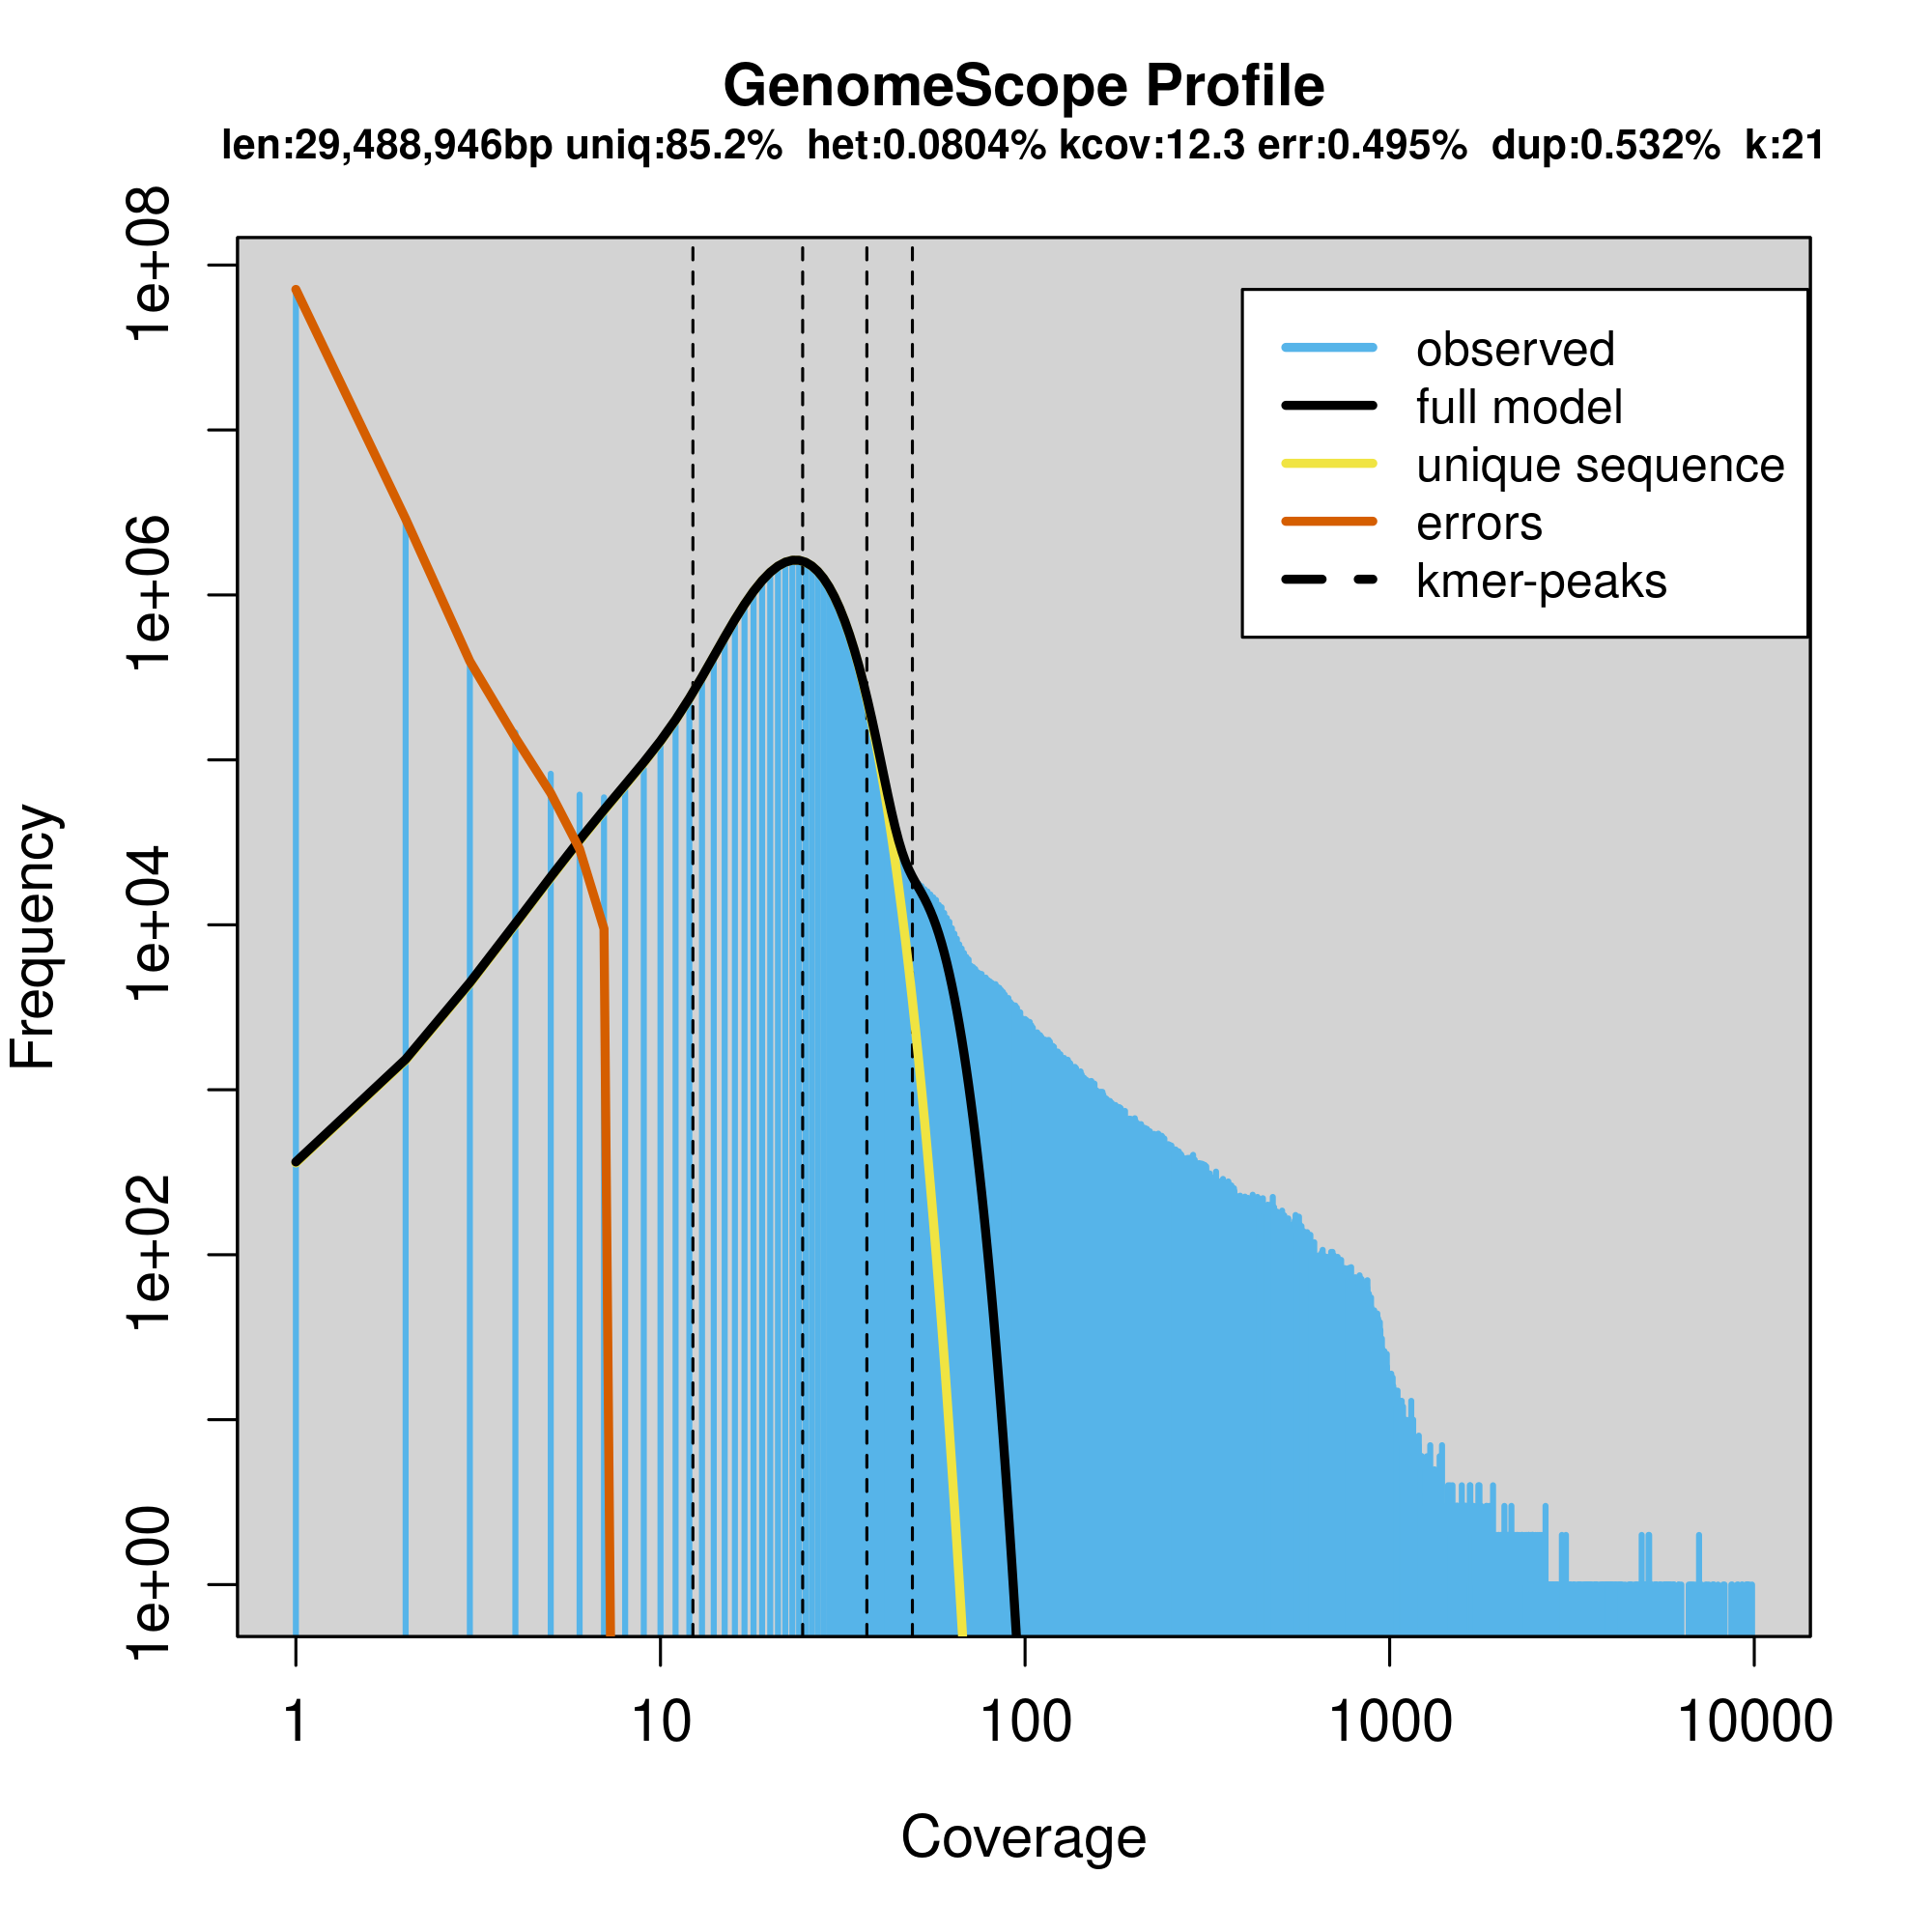 GenomeScope Profile
len:29,488,946bp uniq:85.2% het:0.0804% kcov:12.3 err:0.495% dup:0.532% k:21
1e+08
1e+06
1e+04
1e+02
1e+00
Frequency
observed
full model
unique sequence
errors
kmer-peaks
1 10 100 1000 10000
Coverage